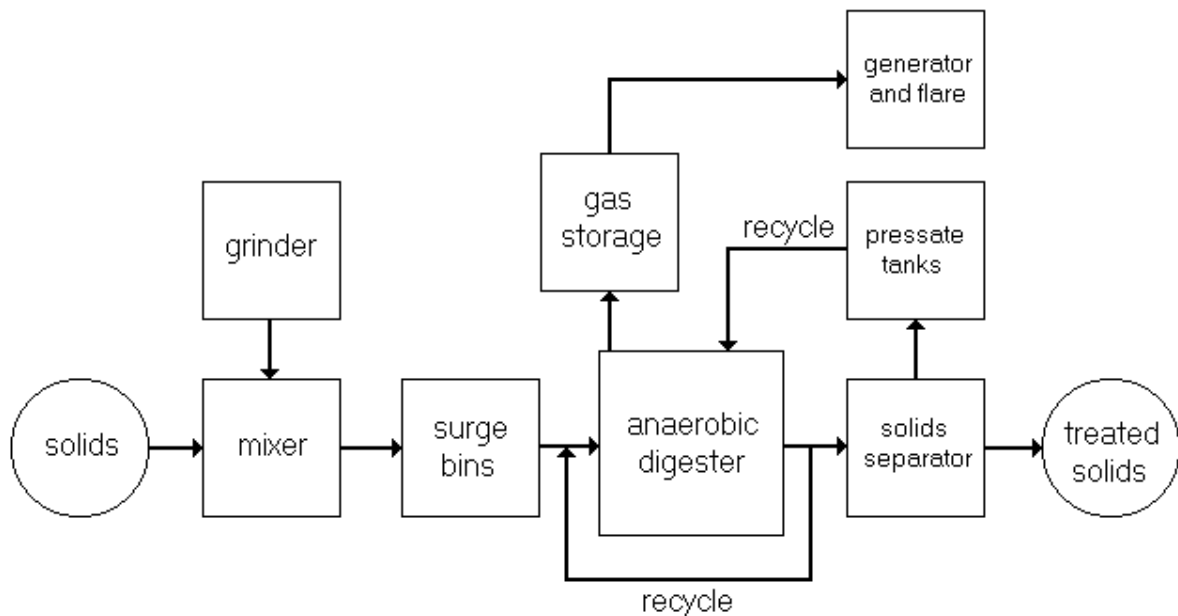 generator
and flare
gas
storage
grinder
recycle
pressate
tanks
solids
mixer
surge
bins
anaerobic
digester
solids
separator
treated
solids
recycle